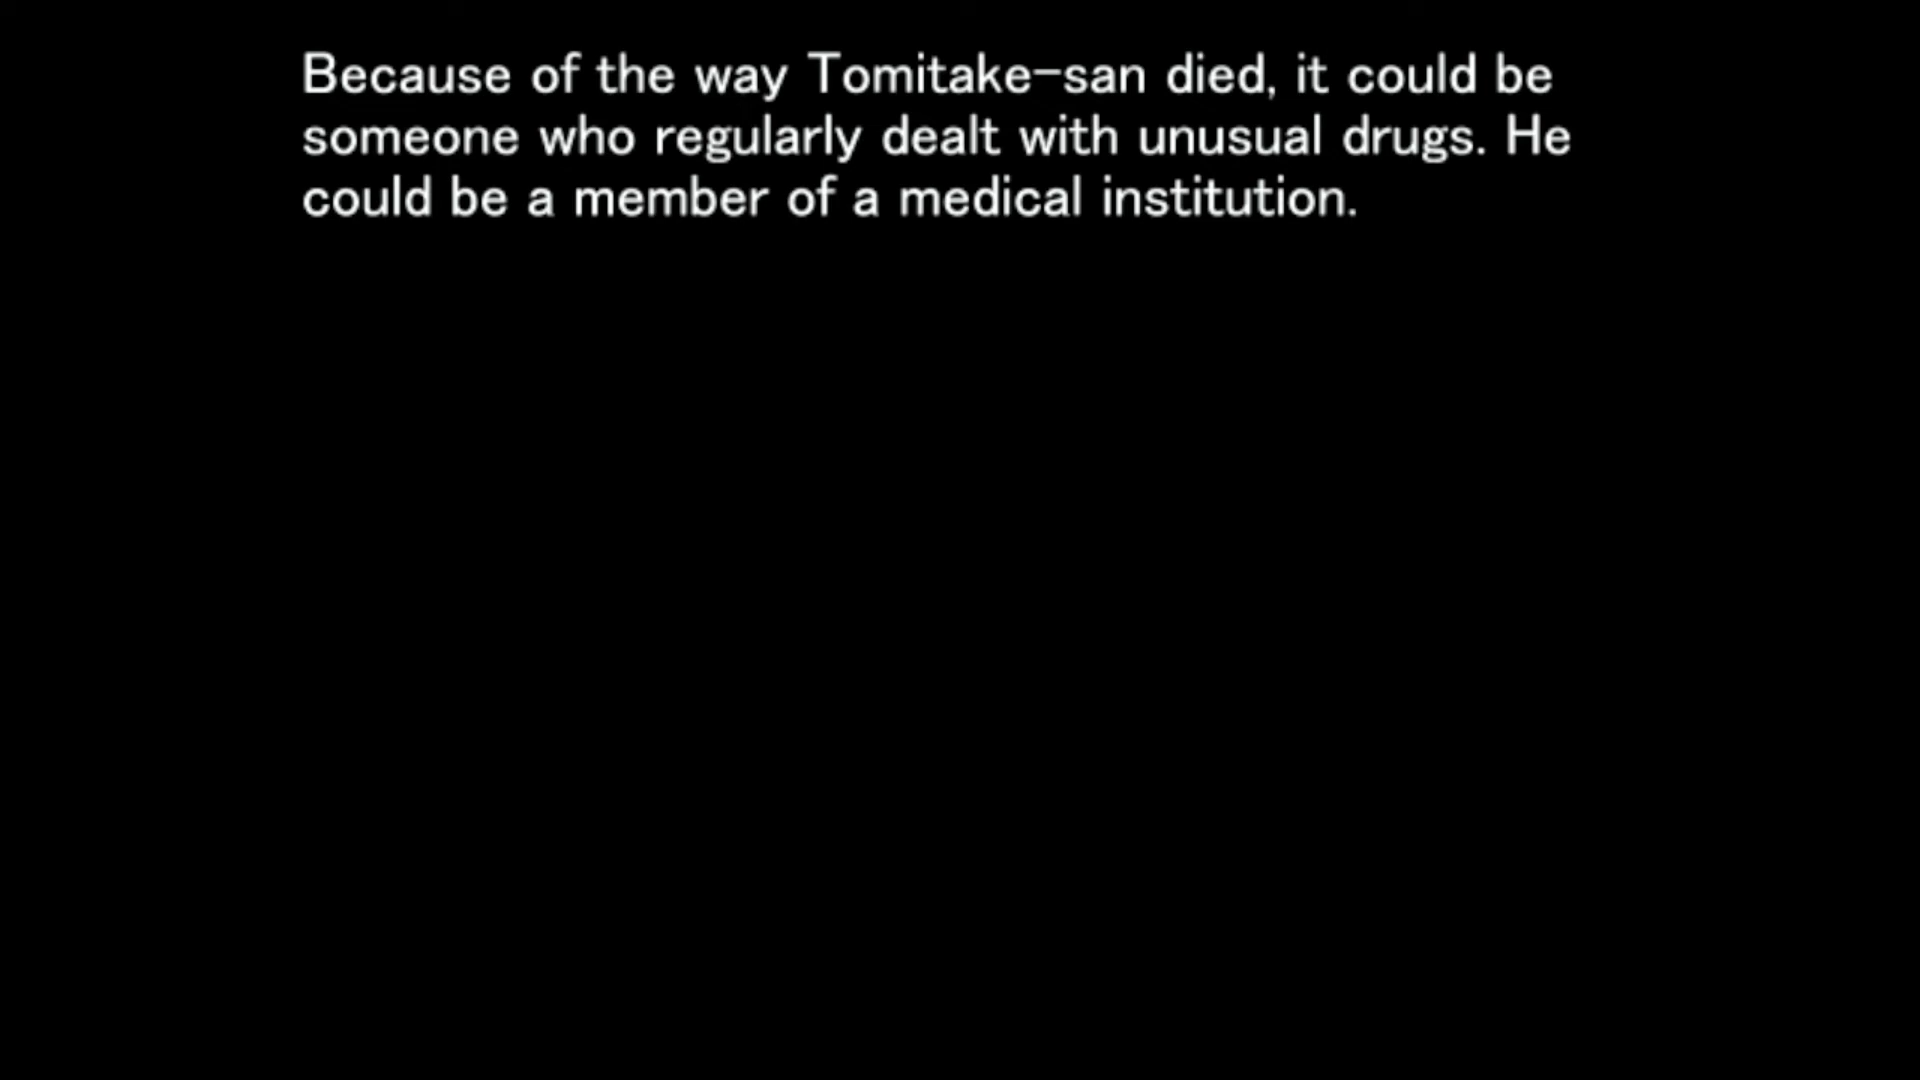 Because of the way Tomitake-san died, it could be
someone who regularly dealt with unusual drugs. He
could be a member of a medical institution.